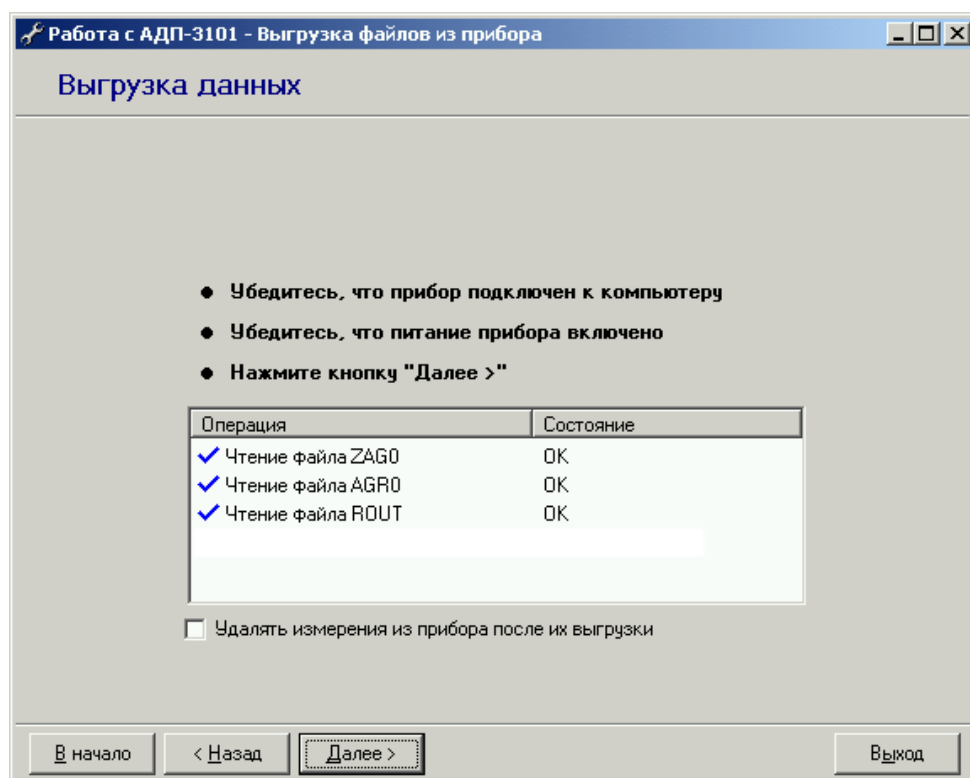 Работа с АДП-3101 - Выгрузка файлов из прибора
Выгрузка данных
● Убедитесь, что прибор подключен к компьютеру
● Убедитесь, что питание прибора включено
● Нажмите кнопку "Далее >"
Операция Состояние
Чтение файла ZAGO OK
Чтение файла AGRO OK
Чтение файла ROUT OK
Удалять измерения из прибора после их выгрузки
В начало < Назад Далее > Выход